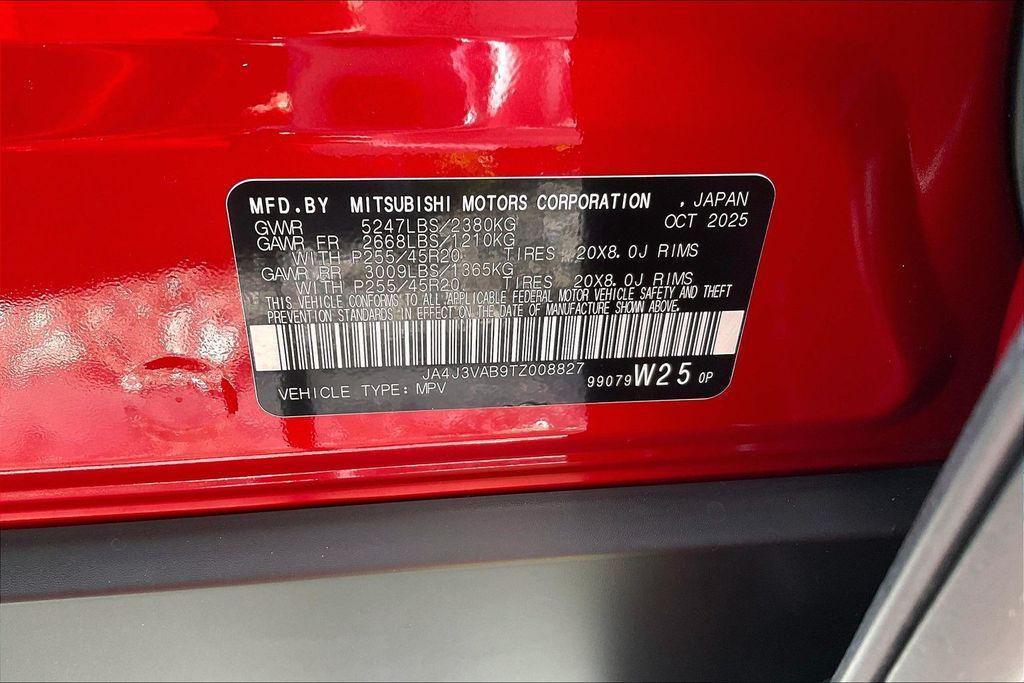 MFD.BY MITSUBISHI MOTORS CORPORATION , JAPAN
GVWR 5247LBS/2380KG OCT 2025
GAWR FR 2668LBS/1210KG
WITH P255/45R20 TIRES 20X8.0J RIMS
GAWR RR 3009LBS/1365KG
WITH P255/45R20 TIRES 20X8.0J RIMS
THIS VEHICLE CONFORMS TO ALL APPLICABLE FEDERAL MOTOR VEHICLE SAFETY AND THEFT
PREVENTION STANDARDS IN EFFECT ON THE DATE OF MANUFACTURE SHOWN ABOVE.
JA4J3VAB9TZ008827
VEHICLE TYPE: MPV 99079 W25 0P